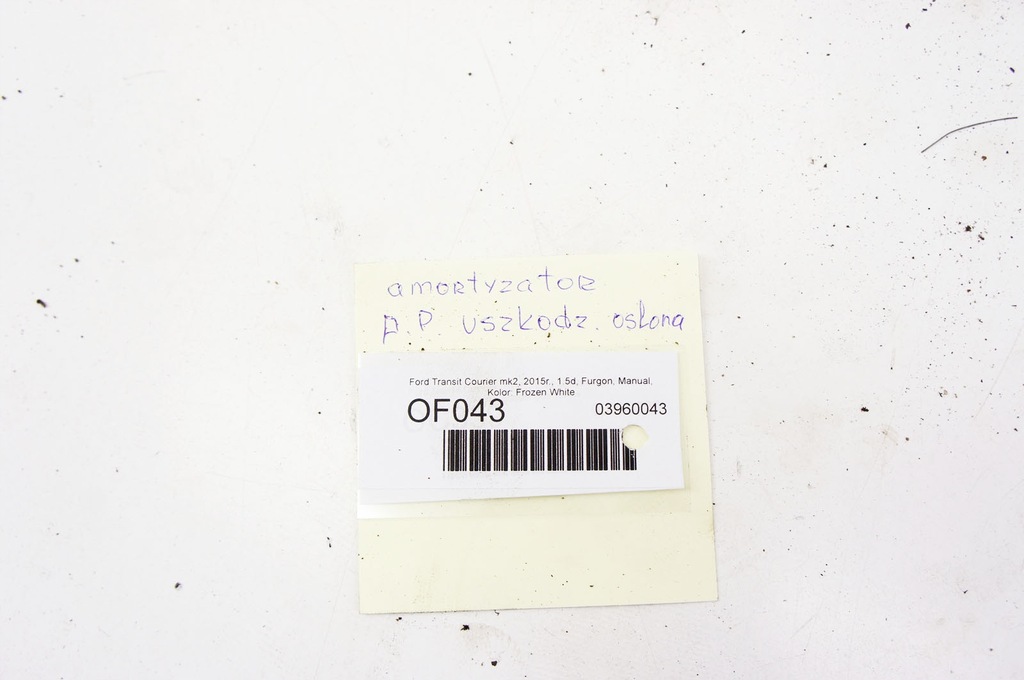 amortyzator
p.P. uszkodz. osłona
Ford Transit Courier mk2, 2015r., 1.5d, Furgon, Manual,
Kolor: Frozen White
OF043
03960043